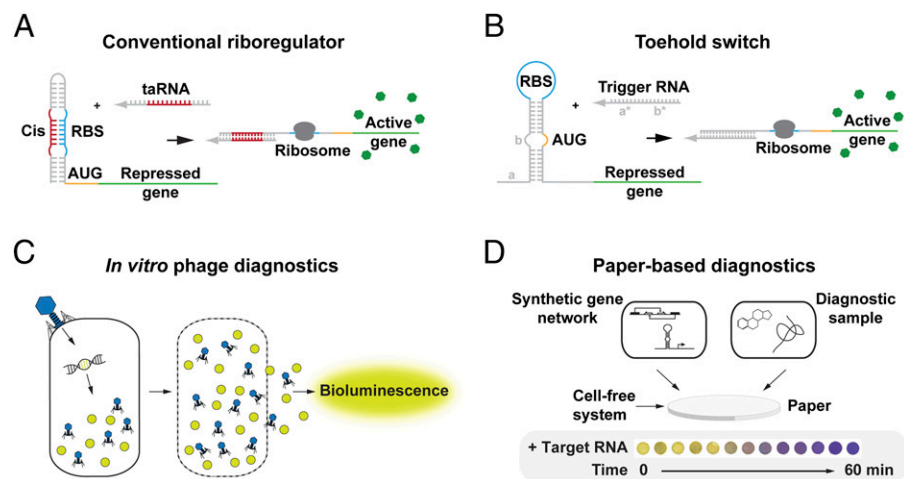 A
Conventional riboregulator
taRNA
+
Cis
RBS
Ribosome
Active
gene
AUG
Repressed
gene
B
Toehold switch
RBS
Trigger RNA
+
a*
b*
b
AUG
Ribosome
Active
gene
a
Repressed
gene
C
In vitro phage diagnostics
Bioluminescence
D
Paper-based diagnostics
Synthetic gene
network
Diagnostic
sample
Cell-free
system
Paper
+ Target RNA
Time 0 60 min